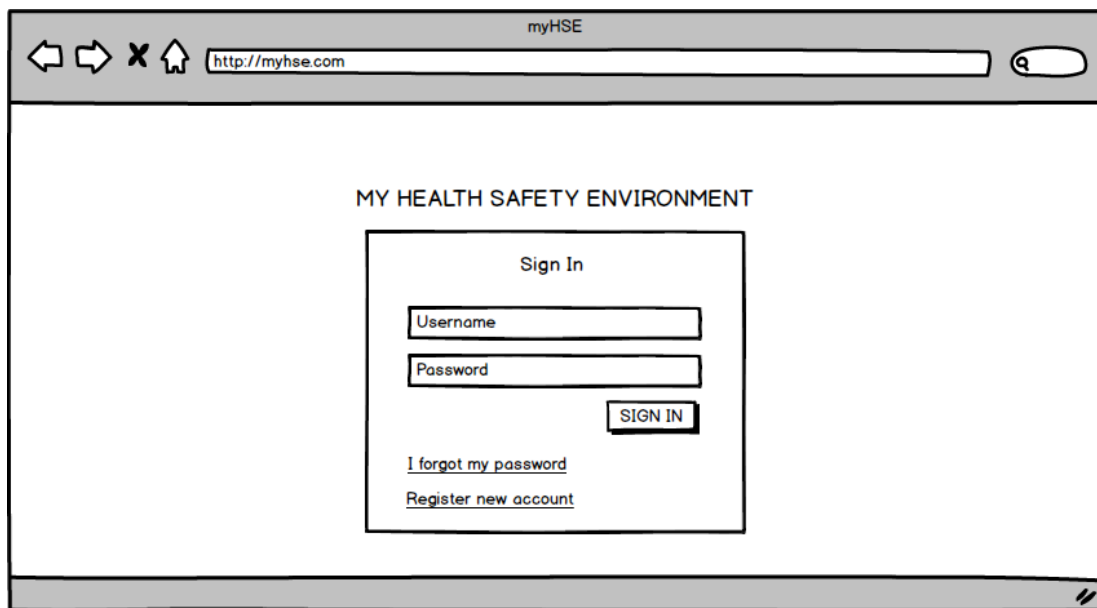 myHSE
http://myhse.com
MY HEALTH SAFETY ENVIRONMENT
Sign In
Username
Password
SIGN IN
I forgot my password
Register new account